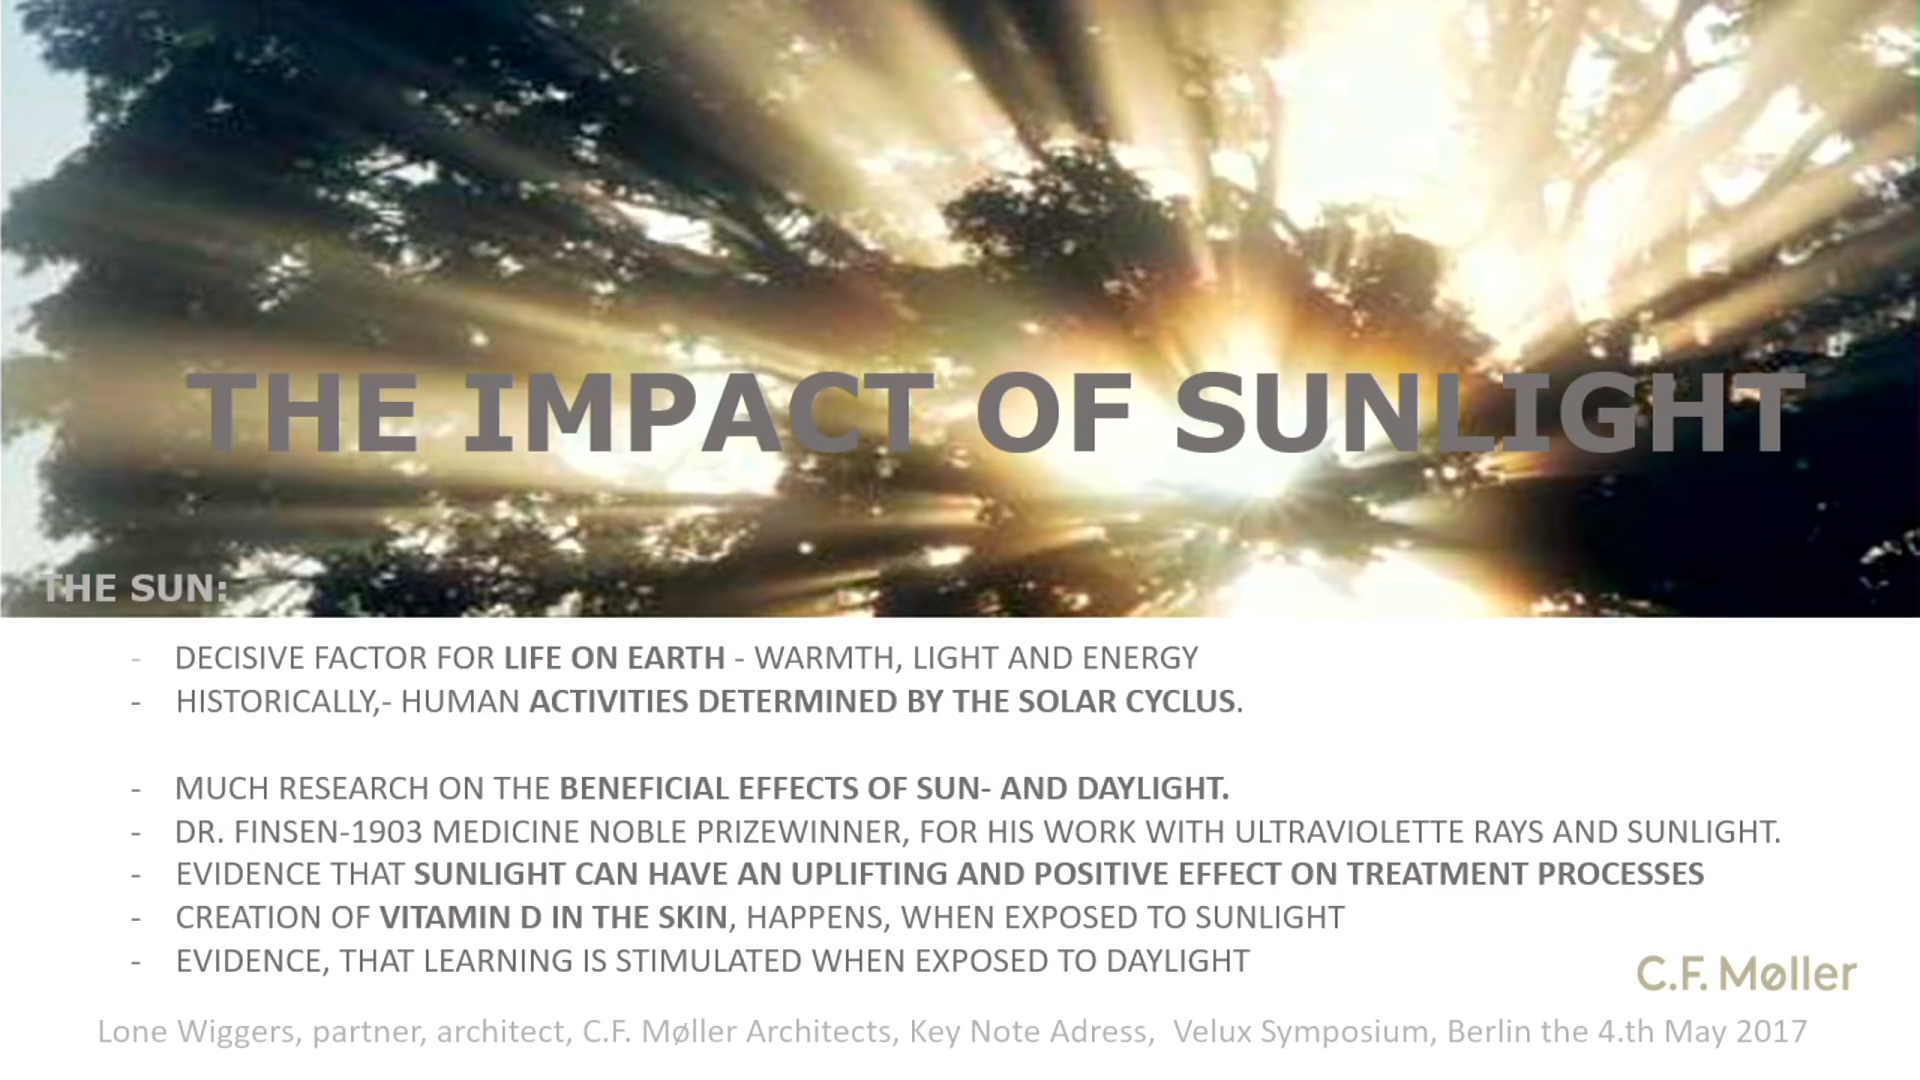 THE IMPACT OF SUNLIGHT
THE SUN:
- DECISIVE FACTOR FOR LIFE ON EARTH - WARMTH, LIGHT AND ENERGY
- HISTORICALLY,- HUMAN ACTIVITIES DETERMINED BY THE SOLAR CYCLUS.
- MUCH RESEARCH ON THE BENEFICIAL EFFECTS OF SUN- AND DAYLIGHT.
- DR. FINSEN-1903 MEDICINE NOBLE PRIZEWINNER, FOR HIS WORK WITH ULTRAVIOLETTE RAYS AND SUNLIGHT.
- EVIDENCE THAT SUNLIGHT CAN HAVE AN UPLIFTING AND POSITIVE EFFECT ON TREATMENT PROCESSES
- CREATION OF VITAMIN D IN THE SKIN, HAPPENS, WHEN EXPOSED TO SUNLIGHT
- EVIDENCE, THAT LEARNING IS STIMULATED WHEN EXPOSED TO DAYLIGHT
C.F. Møller
Lone Wiggers, partner, architect, C.F. Møller Architects, Key Note Adress, Velux Symposium, Berlin the 4.th May 2017